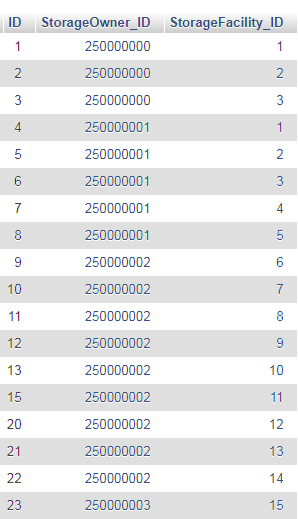 ID StorageOwner_ID StorageFacility_ID
1 250000000 1
2 250000000 2
3 250000000 3
4 250000001 1
5 250000001 2
6 250000001 3
7 250000001 4
8 250000001 5
9 250000002 6
10 250000002 7
11 250000002 8
12 250000002 9
13 250000002 10
15 250000002 11
20 250000002 12
21 250000002 13
22 250000002 14
23 250000003 15